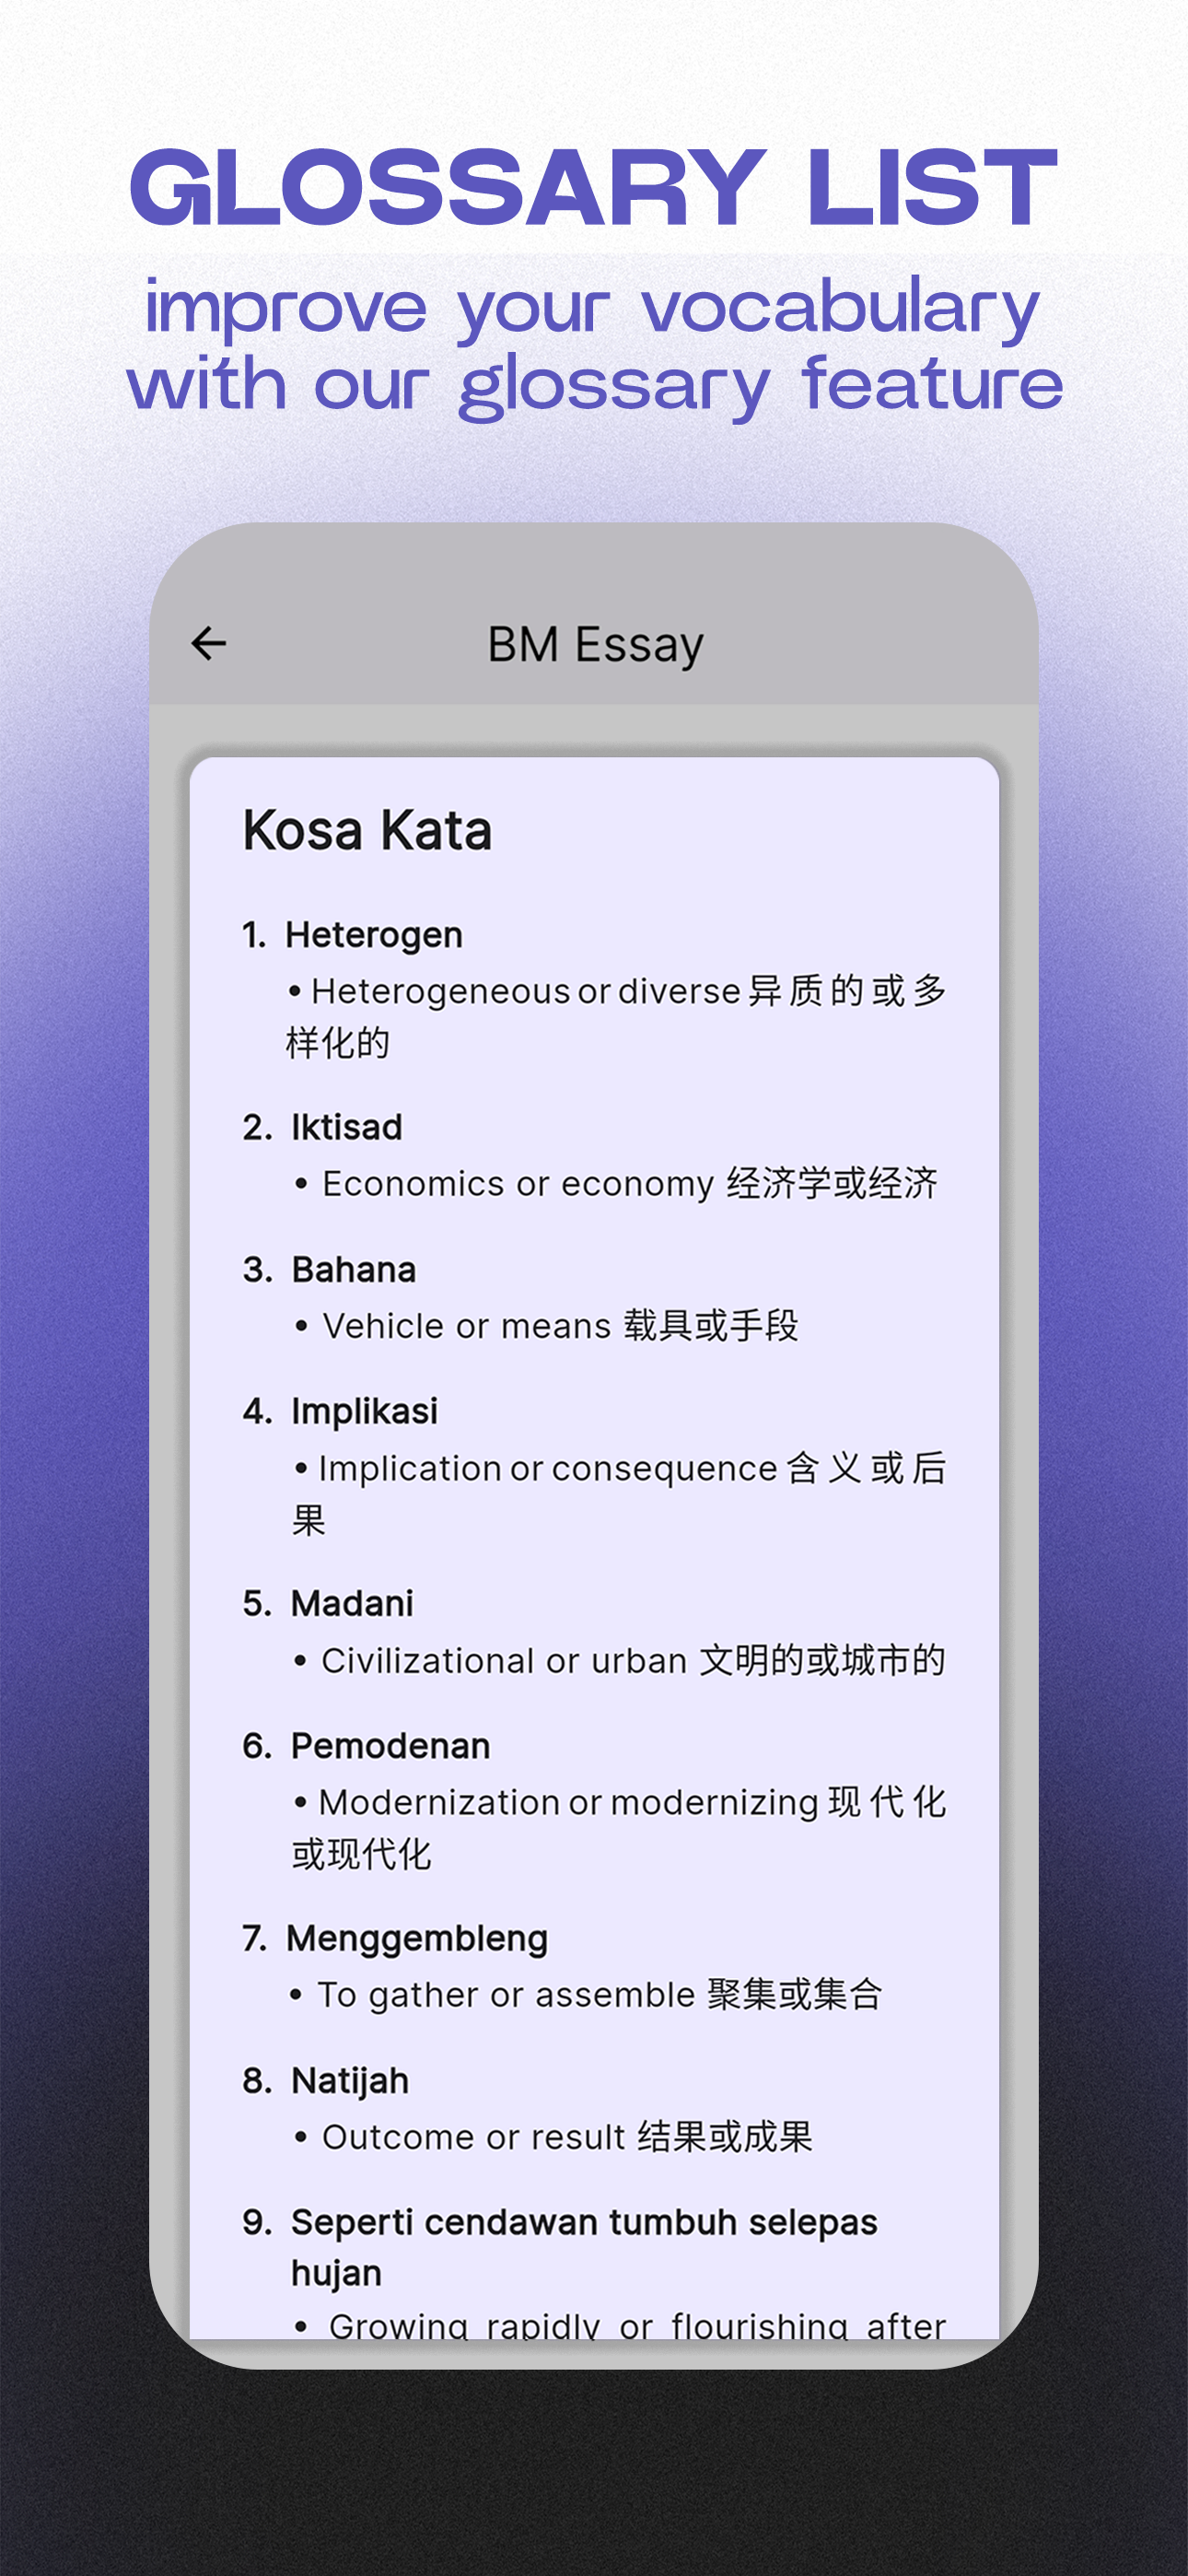 GLOSSARY LIST
improve your vocabulary
with our glossary feature
BM Essay
Kosa Kata
1. Heterogen
• Heterogeneous or diverse 异质的或多
样化的
2. Iktisad
• Economics or economy 经济学或经济
3. Bahana
• Vehicle or means 载具或手段
4. Implikasi
• Implication or consequence 含义或后
果
5. Madani
• Civilizational or urban 文明的或城市的
6. Pemodenan
• Modernization or modernizing 现代化
或现代化
7. Menggembleng
• To gather or assemble 聚集或集合
8. Natijah
• Outcome or result 结果或成果
9. Seperti cendawan tumbuh selepas
hujan
• Growing rapidly or flourishing after